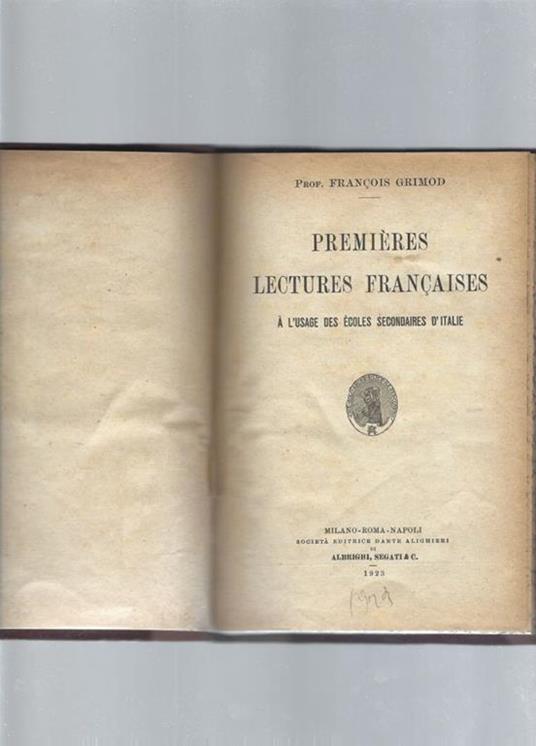 Prof. FRANÇOIS GRIMOD
PREMIÈRES
LECTURES FRANÇAISES
À L'USAGE DES ÉCOLES SECONDAIRES D'ITALIE
MILANO-ROMA-NAPOLI
SOCIETÀ EDITRICE DANTE ALIGHIERI
DI
ALBRIGHI, SEGATI & C.
1923